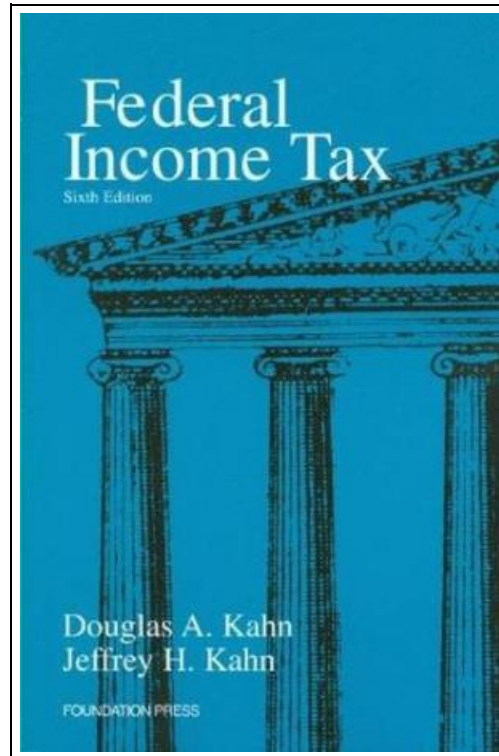 Federal
Income Tax
Sixth Edition
Douglas A. Kahn
Jeffrey H. Kahn
FOUNDATION PRESS